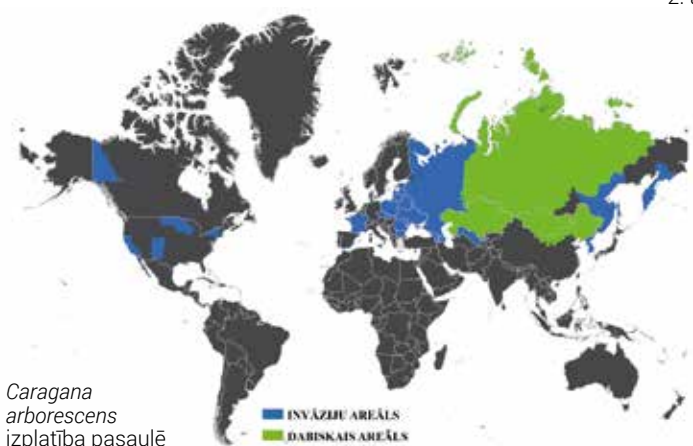 Caragana
arborescens
izplatība pasaulē
INVĀZIJU AREĀLS
DABISKAIS AREĀLS